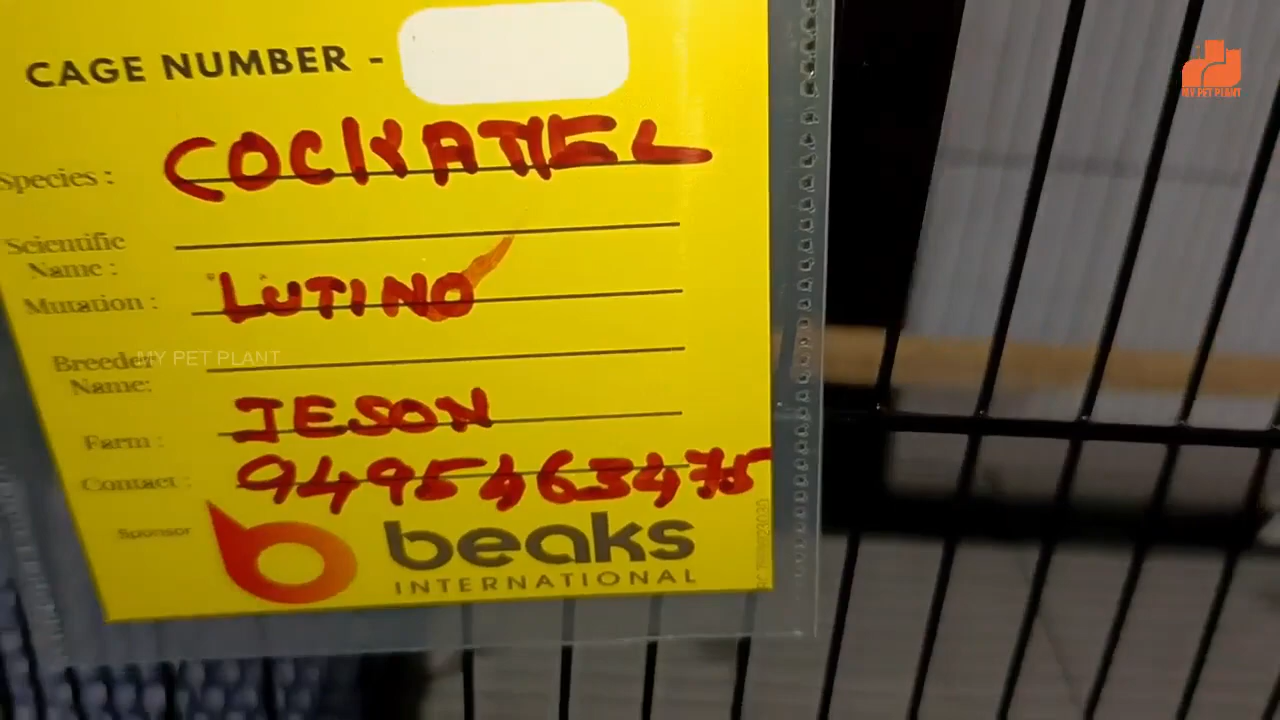 CAGE NUMBER -
Species : COCKATIEL
Scientific
Name :
Mutation : LUTINO
Breeder
Name:
Farm : JESON
Contact : 9495463475
Sponsor
beaks
INTERNATIONAL
MY PET PLANT
MY PET PLANT